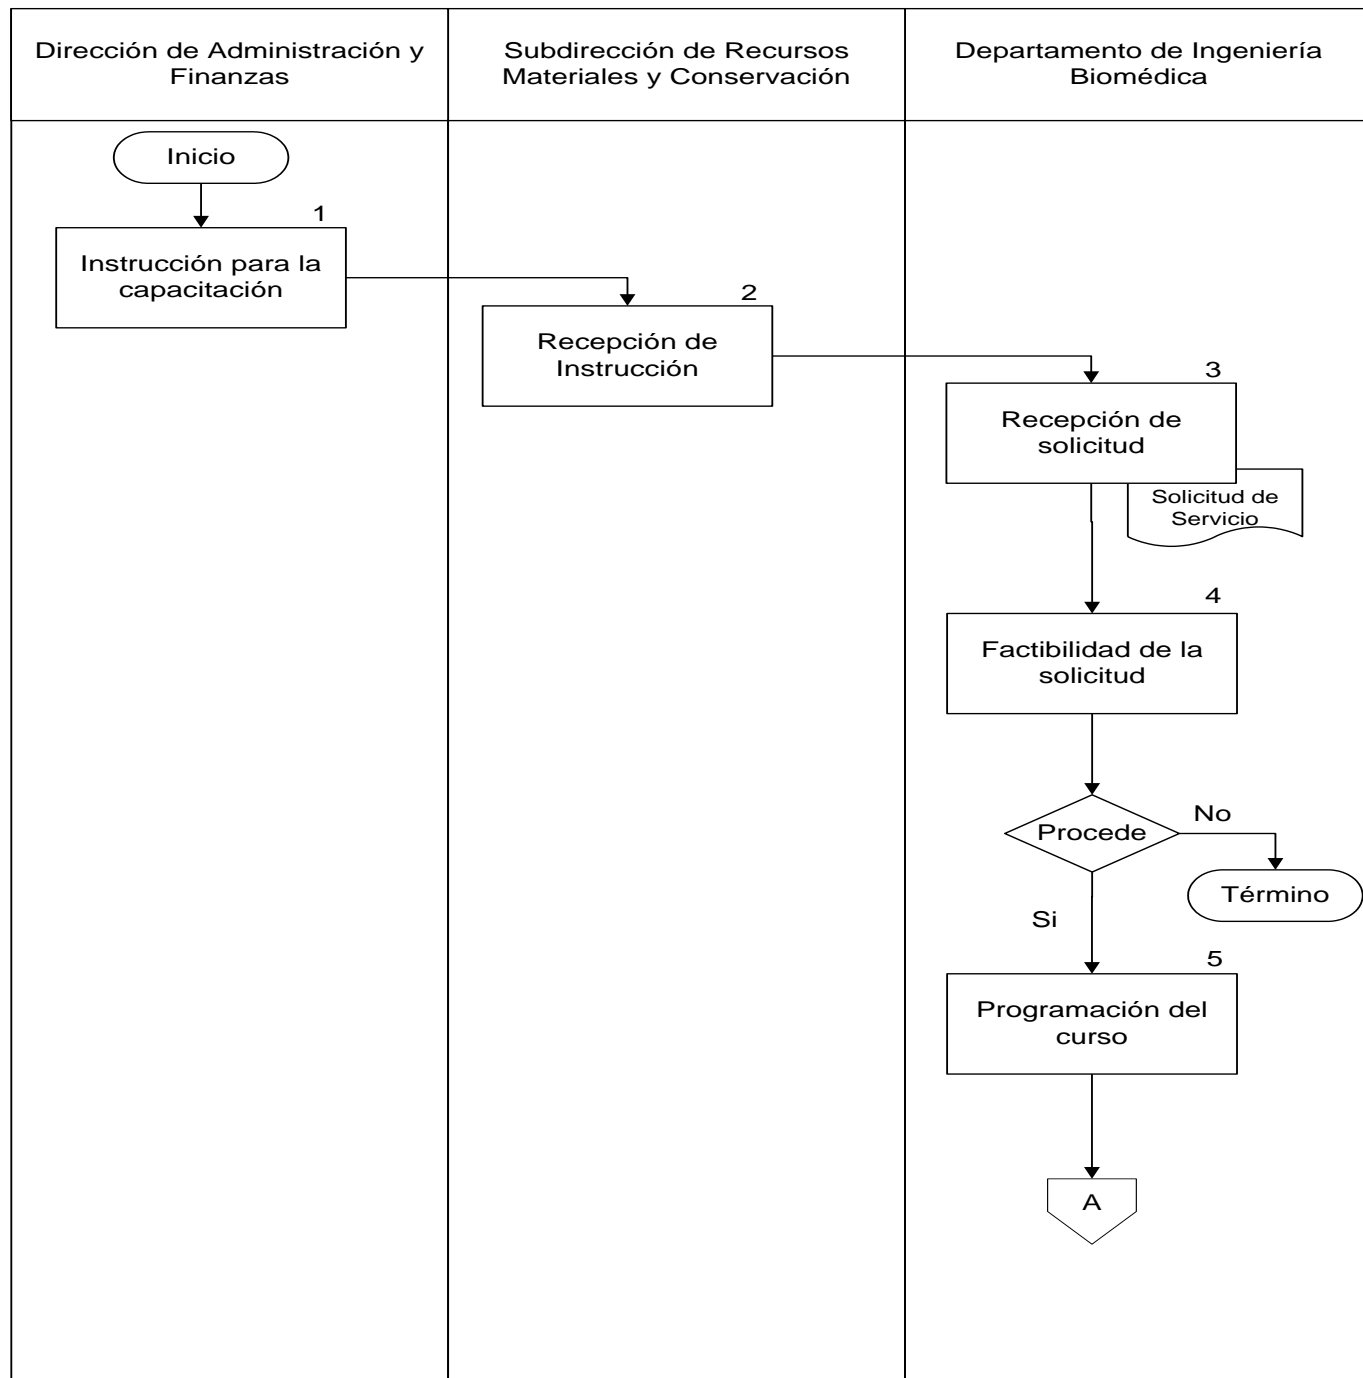 Dirección de Administración y
Finanzas
Subdirección de Recursos
Materiales y Conservación
Departamento de Ingeniería
Biomédica
Inicio
1
Instrucción para la
capacitación
2
Recepción de
Instrucción
3
Recepción de
solicitud
Solicitud de
Servicio
4
Factibilidad de la
solicitud
Procede
No
Término
Si
5
Programación del
curso
A